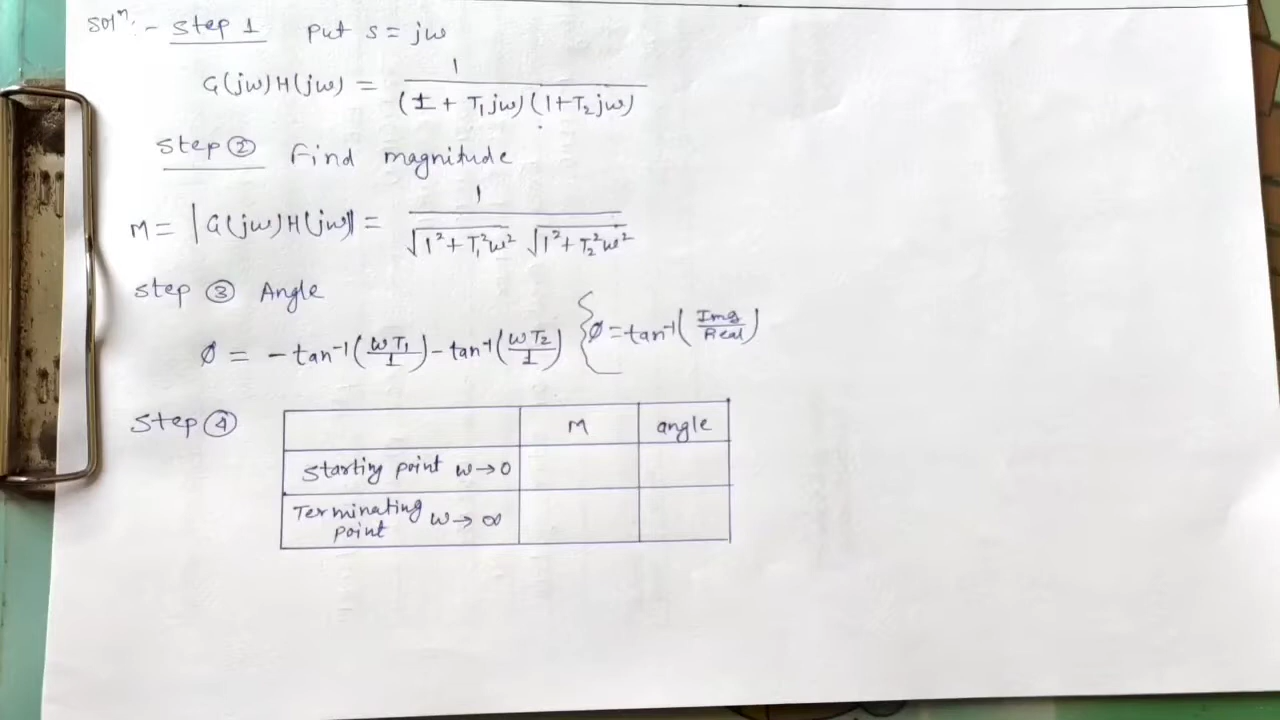 Solⁿ:- Step 1 put s = jω
G(jω)H(jω) = 1 / (1 + T₁jω)(1+T₂jω)
Step ② Find magnitude
M = |G(jω)H(jω)| = 1 / √1²+T₁²ω² √1²+T₂²ω²
Step ③ Angle
Ø = -tan⁻¹(ωT₁/1) - tan⁻¹(ωT₂/1) {Ø = tan⁻¹(Img/Real)
Step ④
M angle
Starting point ω→0
Terminating point ω→∞